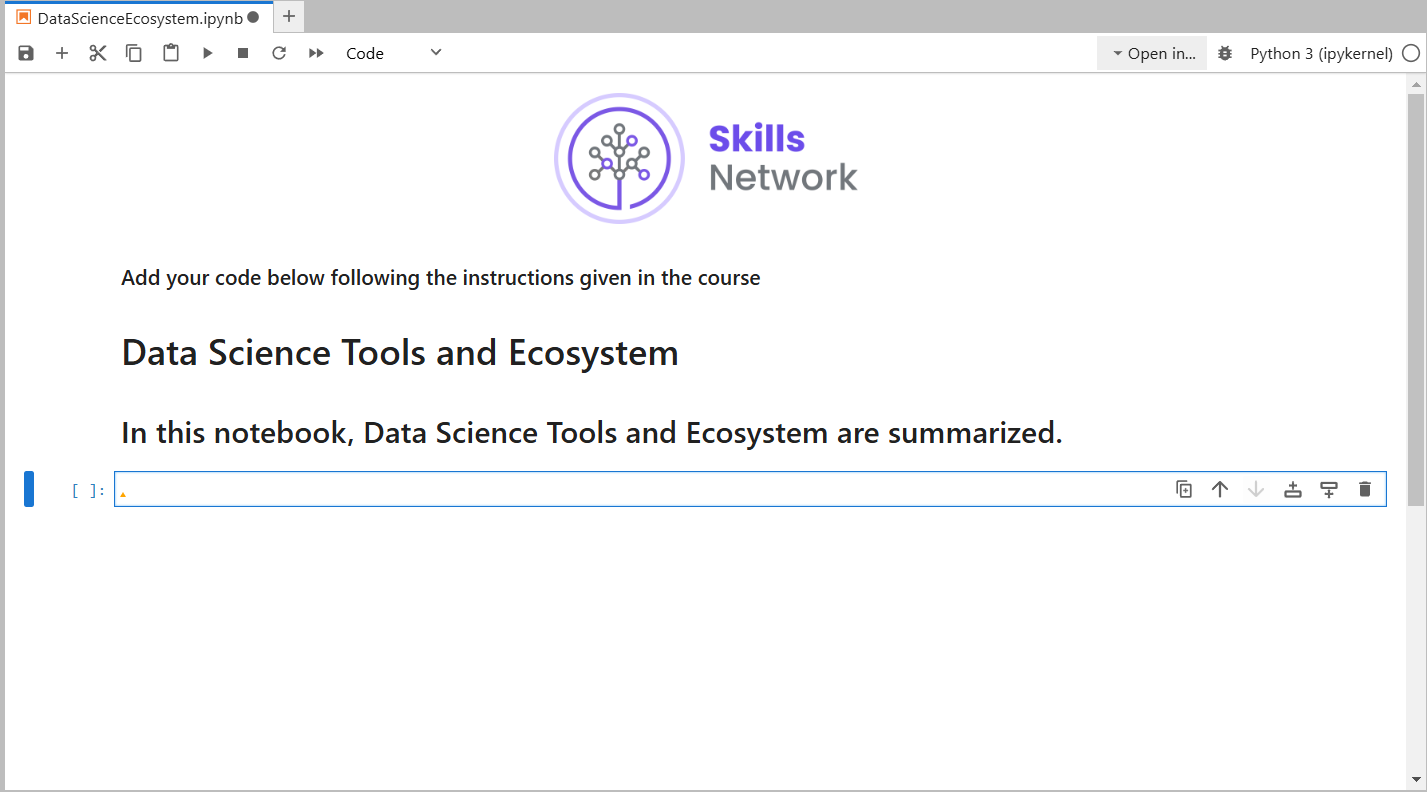 DataScienceEcosystem.ipynb
Code
Open in...
Python 3 (ipykernel)
Skills
Network
Add your code below following the instructions given in the course
Data Science Tools and Ecosystem
In this notebook, Data Science Tools and Ecosystem are summarized.
[ ]: